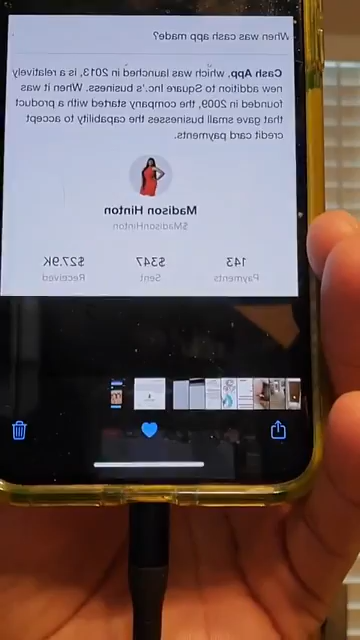 When was cash app made?
Cash App, which was launched in 2013, is a relatively
new addition to Square Inc.'s business. When it was
founded in 2009, the company started with a product
that gave small businesses the capability to accept
credit card payments.
Madison Hinton
$MadisonHinton
143 $347 $27.9K
Payments Sent Received